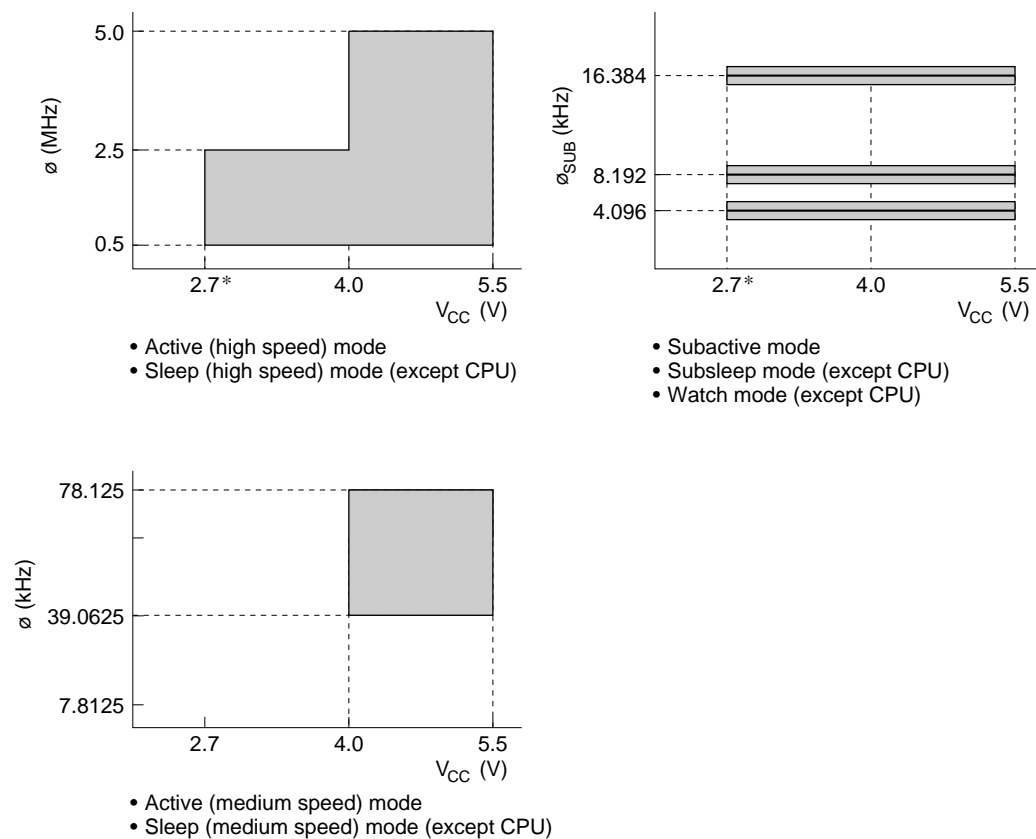 5.0
2.5
0.5
ø (MHz)
2.7*
4.0
5.5
VCC (V)
• Active (high speed) mode
• Sleep (high speed) mode (except CPU)
16.384
8.192
4.096
øSUB (kHz)
2.7*
4.0
5.5
VCC (V)
• Subactive mode
• Subsleep mode (except CPU)
• Watch mode (except CPU)
78.125
39.0625
7.8125
ø (kHz)
2.7
4.0
5.5
VCC (V)
• Active (medium speed) mode
• Sleep (medium speed) mode (except CPU)